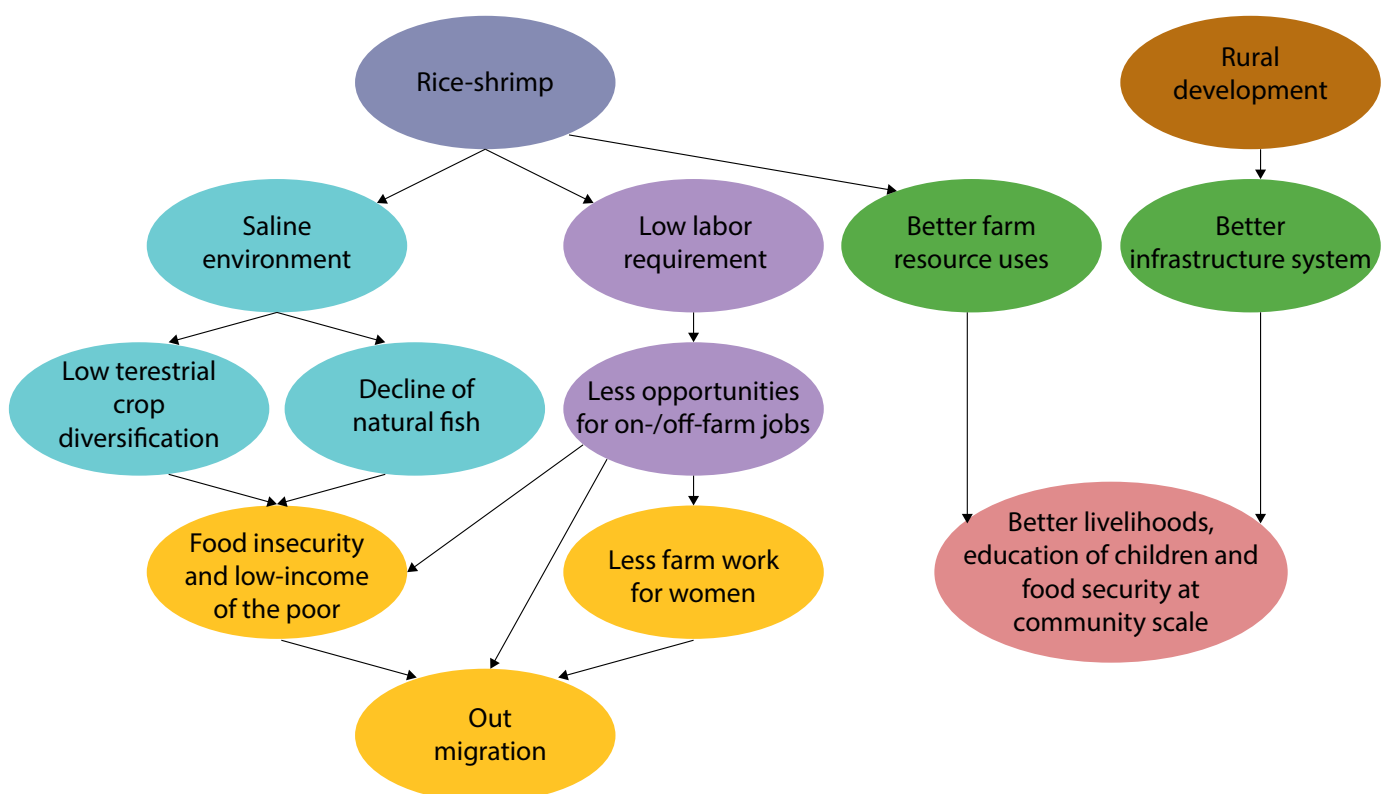 Rice-shrimp
Rural
development
Saline
environment
Low labor
requirement
Better farm
resource uses
Better
infrastructure system
Low terestrial
crop
diversification
Decline of
natural fish
Less opportunities
for on-/off-farm jobs
Food insecurity
and low-income
of the poor
Less farm work
for women
Better livelihoods,
education of children and
food security at
community scale
Out
migration